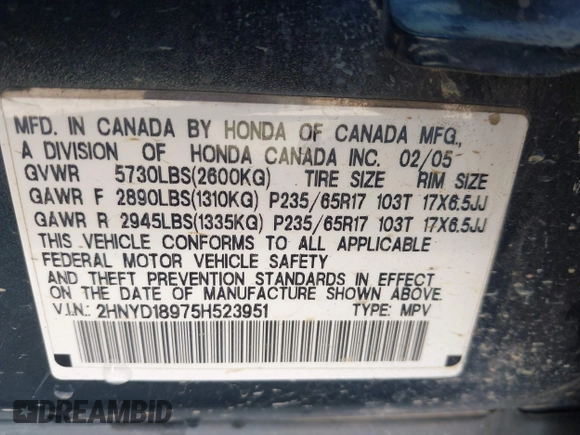 MFD. IN CANADA BY HONDA OF CANADA MFG.,
A DIVISION OF HONDA CANADA INC. 02/05
GVWR 5730LBS(2600KG) TIRE SIZE RIM SIZE
GAWR F 2890LBS(1310KG) P235/65R17 103T 17X6.5JJ
GAWR R 2945LBS(1335KG) P235/65R17 103T 17X6.5JJ
THIS VEHICLE CONFORMS TO ALL APPLICABLE
FEDERAL MOTOR VEHICLE SAFETY
AND THEFT PREVENTION STANDARDS IN EFFECT
ON THE DATE OF MANUFACTURE SHOWN ABOVE.
V.I.N.: 2HNYD18975H523951 TYPE: MPV
DREAMBID